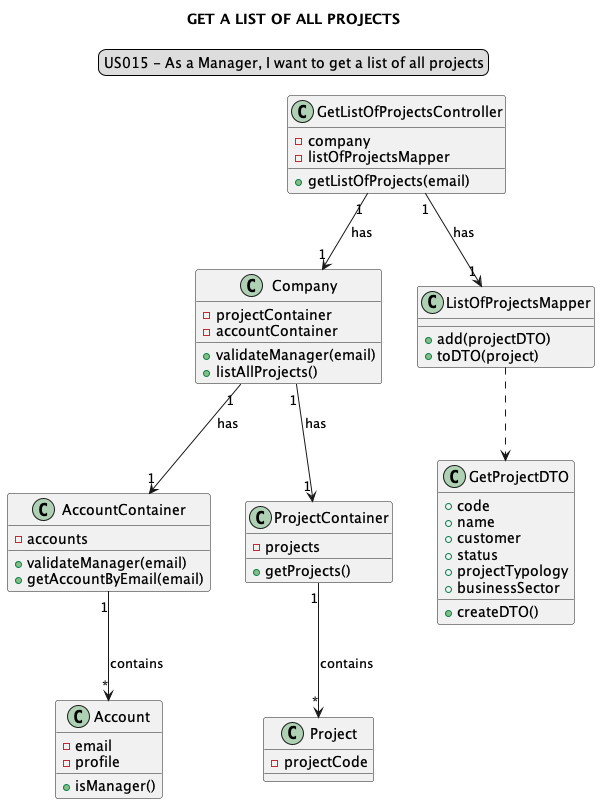 GET A LIST OF ALL PROJECTS
US015 - As a Manager, I want to get a list of all projects
C GetListOfProjectsController
company
listOfProjectsMapper
getListOfProjects(email)
1
1
has
has
1
1
C Company
projectContainer
accountContainer
validateManager(email)
listAllProjects()
C ListOfProjectsMapper
add(projectDTO)
toDTO(project)
1
1
has
has
1
1
C AccountContainer
accounts
validateManager(email)
getAccountByEmail(email)
C ProjectContainer
projects
getProjects()
C GetProjectDTO
code
name
customer
status
projectTypology
businessSector
createDTO()
1
1
contains
contains
*
*
C Account
email
profile
isManager()
C Project
projectCode